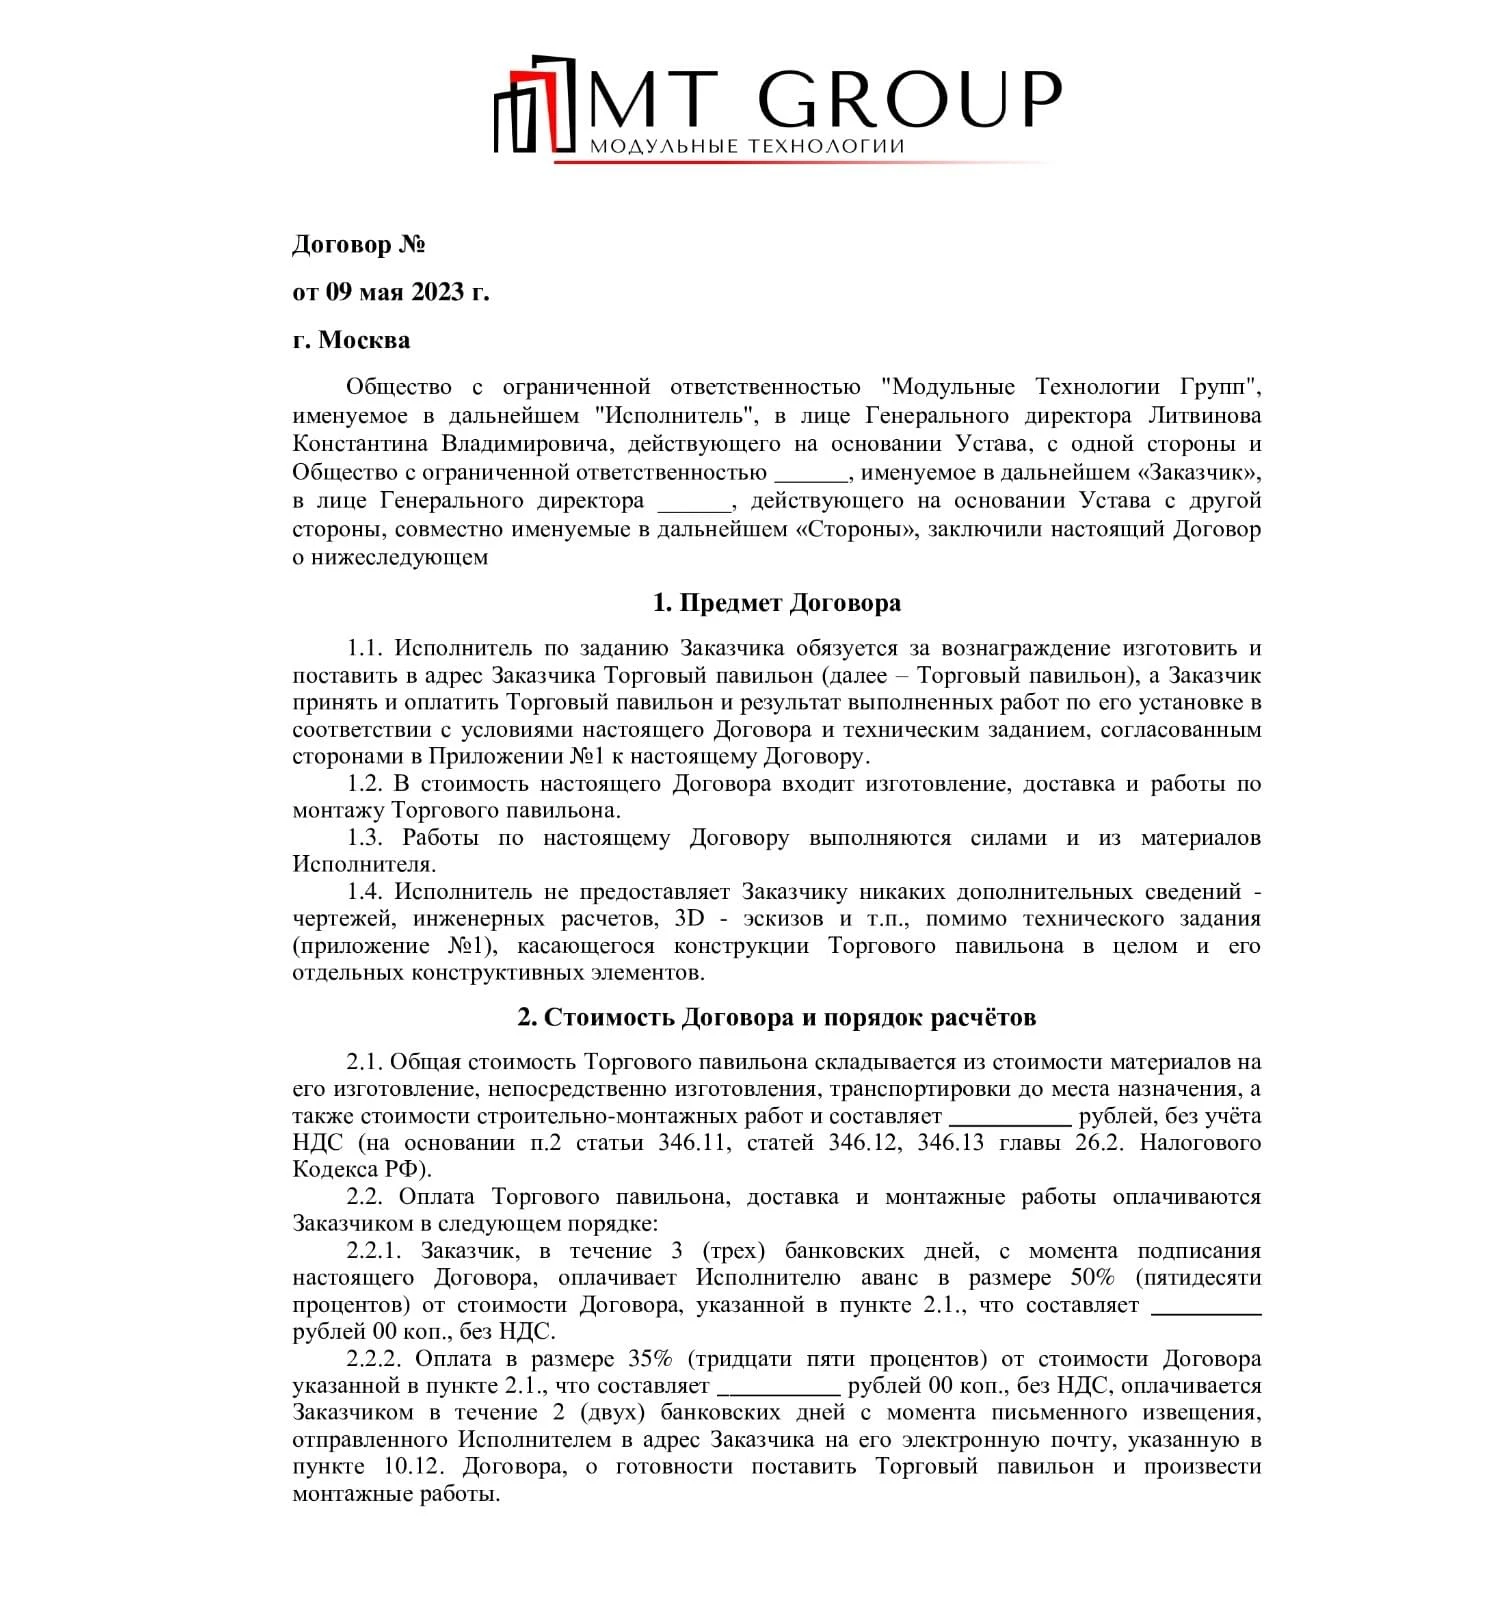 MT GROUP
МОДУЛЬНЫЕ ТЕХНОЛОГИИ
Договор №
от 09 мая 2023 г.
г. Москва
Общество с ограниченной ответственностью "Модульные Технологии Групп",
именуемое в дальнейшем "Исполнитель", в лице Генерального директора Литвинова
Константина Владимировича, действующего на основании Устава, с одной стороны и
Общество с ограниченной ответственностью ______, именуемое в дальнейшем «Заказчик»,
в лице Генерального директора ______, действующего на основании Устава с другой
стороны, совместно именуемые в дальнейшем «Стороны», заключили настоящий Договор
о нижеследующем
1. Предмет Договора
1.1. Исполнитель по заданию Заказчика обязуется за вознаграждение изготовить и
поставить в адрес Заказчика Торговый павильон (далее – Торговый павильон), а Заказчик
принять и оплатить Торговый павильон и результат выполненных работ по его установке в
соответствии с условиями настоящего Договора и техническим заданием, согласованным
сторонами в Приложении №1 к настоящему Договору.
1.2. В стоимость настоящего Договора входит изготовление, доставка и работы по
монтажу Торгового павильона.
1.3. Работы по настоящему Договору выполняются силами и из материалов
Исполнителя.
1.4. Исполнитель не предоставляет Заказчику никаких дополнительных сведений -
чертежей, инженерных расчетов, 3D - эскизов и т.п., помимо технического задания
(приложение №1), касающегося конструкции Торгового павильона в целом и его
отдельных конструктивных элементов.
2. Стоимость Договора и порядок расчётов
2.1. Общая стоимость Торгового павильона складывается из стоимости материалов на
его изготовление, непосредственно изготовления, транспортировки до места назначения, а
также стоимости строительно-монтажных работ и составляет __________ рублей, без учёта
НДС (на основании п.2 статьи 346.11, статей 346.12, 346.13 главы 26.2. Налогового
Кодекса РФ).
2.2. Оплата Торгового павильона, доставка и монтажные работы оплачиваются
Заказчиком в следующем порядке:
2.2.1. Заказчик, в течение 3 (трех) банковских дней, с момента подписания
настоящего Договора, оплачивает Исполнителю аванс в размере 50% (пятидесяти
процентов) от стоимости Договора, указанной в пункте 2.1., что составляет _________
рублей 00 коп., без НДС.
2.2.2. Оплата в размере 35% (тридцати пяти процентов) от стоимости Договора
указанной в пункте 2.1., что составляет __________ рублей 00 коп., без НДС, оплачивается
Заказчиком в течение 2 (двух) банковских дней с момента письменного извещения,
отправленного Исполнителем в адрес Заказчика на его электронную почту, указанную в
пункте 10.12. Договора, о готовности поставить Торговый павильон и произвести
монтажные работы.